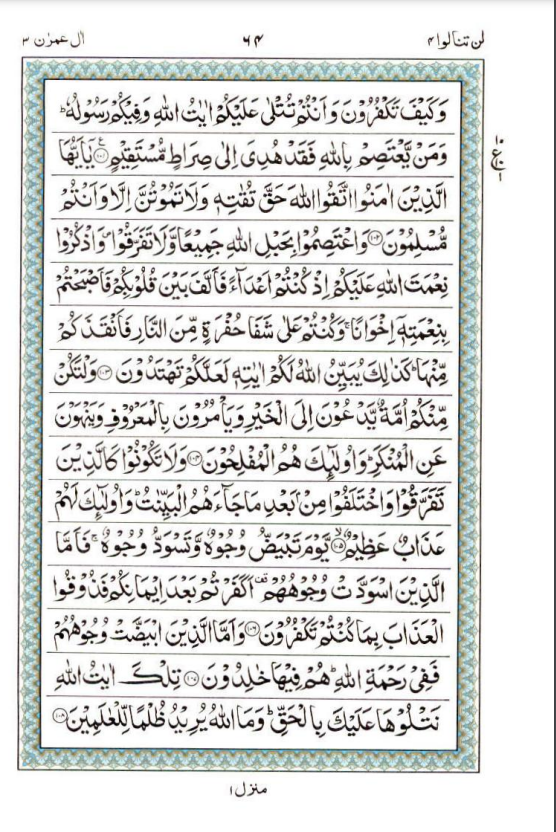 لن تنالوا ۴ ۶۴ اٰل عمرٰن ۳
وَكَيْفَ تَكْفُرُوْنَ وَاَنْتُمْ تُتْلٰى عَلَيْكُمْ اٰيٰتُ اللّٰهِ وَفِيْكُمْ رَسُوْلُهٗ ؕ
وَمَنْ يَّعْتَصِمْ بِاللّٰهِ فَقَدْ هُدِىَ اِلٰى صِرَاطٍ مُّسْتَقِيْمٍ ﴿۱۰۱﴾ يٰۤاَيُّهَا
الَّذِيْنَ اٰمَنُوا اتَّقُوا اللّٰهَ حَقَّ تُقٰتِهٖ وَلَا تَمُوْتُنَّ اِلَّا وَاَنْتُمْ
مُّسْلِمُوْنَ ﴿۱۰۲﴾ وَاعْتَصِمُوْا بِحَبْلِ اللّٰهِ جَمِيْعًا وَّلَا تَفَرَّقُوْا ۪ وَاذْكُرُوْا
نِعْمَتَ اللّٰهِ عَلَيْكُمْ اِذْ كُنْتُمْ اَعْدَآءً فَاَلَّفَ بَيْنَ قُلُوْبِكُمْ فَاَصْبَحْتُمْ
بِنِعْمَتِهٖۤ اِخْوَانًا ۚ وَكُنْتُمْ عَلٰى شَفَا حُفْرَةٍ مِّنَ النَّارِ فَاَنْقَذَكُمْ
مِّنْهَا ؕ كَذٰلِكَ يُبَيِّنُ اللّٰهُ لَكُمْ اٰيٰتِهٖ لَعَلَّكُمْ تَهْتَدُوْنَ ﴿۱۰۳﴾ وَلْتَكُنْ
مِّنْكُمْ اُمَّةٌ يَّدْعُوْنَ اِلَى الْخَيْرِ وَيَاْمُرُوْنَ بِالْمَعْرُوْفِ وَيَنْهَوْنَ
عَنِ الْمُنْكَرِ ؕ وَاُولٰٓئِكَ هُمُ الْمُفْلِحُوْنَ ﴿۱۰۴﴾ وَلَا تَكُوْنُوْا كَالَّذِيْنَ
تَفَرَّقُوْا وَاخْتَلَفُوْا مِنْۢ بَعْدِ مَا جَآءَهُمُ الْبَيِّنٰتُ ؕ وَاُولٰٓئِكَ لَهُمْ
عَذَابٌ عَظِيْمٌ ﴿۱۰۵﴾ يَّوْمَ تَبْيَضُّ وُجُوْهٌ وَّتَسْوَدُّ وُجُوْهٌ ۚ فَاَمَّا
الَّذِيْنَ اسْوَدَّتْ وُجُوْهُهُمْ ۫ اَكَفَرْتُمْ بَعْدَ اِيْمَانِكُمْ فَذُوْقُوا
الْعَذَابَ بِمَا كُنْتُمْ تَكْفُرُوْنَ ﴿۱۰۶﴾ وَاَمَّا الَّذِيْنَ ابْيَضَّتْ وُجُوْهُهُمْ
فَفِىْ رَحْمَةِ اللّٰهِ ؕ هُمْ فِيْهَا خٰلِدُوْنَ ﴿۱۰۷﴾ تِلْكَ اٰيٰتُ اللّٰهِ
نَتْلُوْهَا عَلَيْكَ بِالْحَقِّ ؕ وَمَا اللّٰهُ يُرِيْدُ ظُلْمًا لِّلْعٰلَمِيْنَ ﴿۱۰۸﴾
منزل ۱